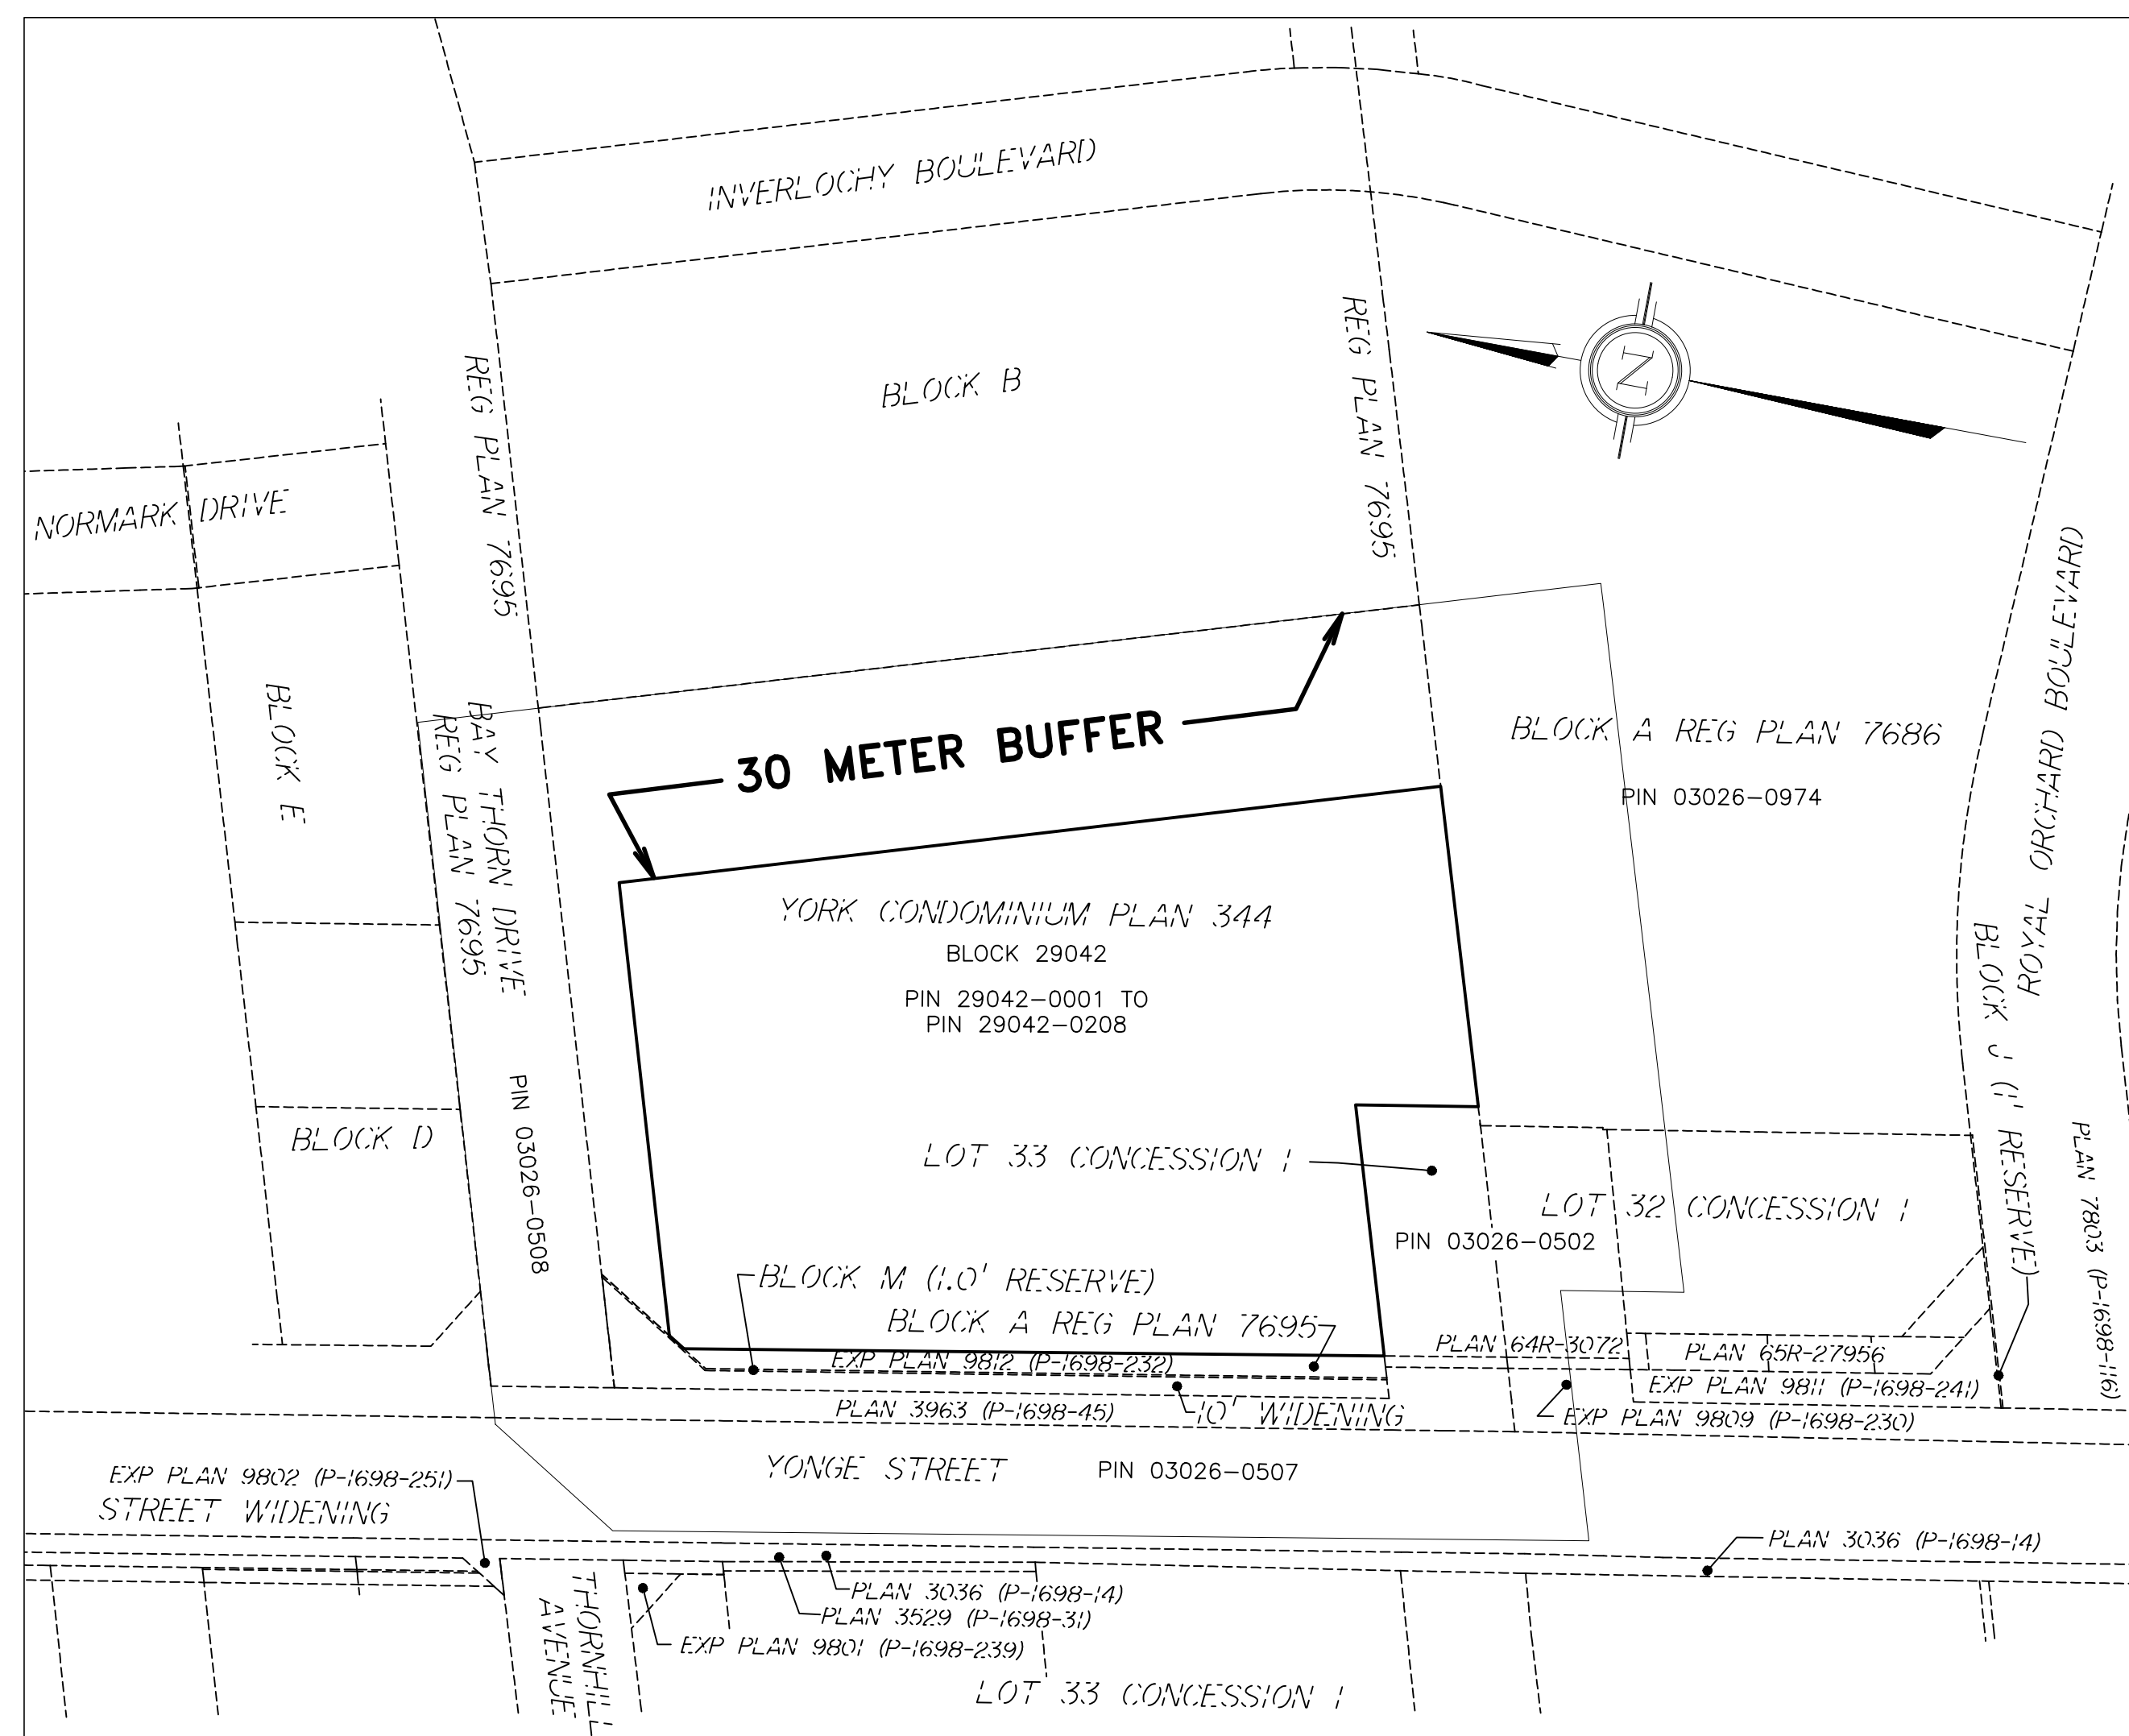 INVERLOCHY BOULEVARD
REG PLAN 7695
REG PLAN 7695
BLOCK B
N
NORMARK DRIVE
BLOCK E
BAY THORN DRIVE
REG PLAN 7695
30 METER BUFFER
BLOCK A REG PLAN 7686
PIN 03026-0974
ROYAL ORCHARD BOULEVARD
YORK CONDOMINIUM PLAN 344
BLOCK 29042
PIN 29042-0001 TO
PIN 29042-0208
BLOCK J (1' RESERVE)
PIN 03026-0508
BLOCK D
LOT 33 CONCESSION 1
LOT 32 CONCESSION 1
PIN 03026-0502
PLAN 7803 (P-1698-116)
BLOCK M (1.0' RESERVE)
BLOCK A REG PLAN 7695
PLAN 64R-3072
PLAN 65R-27956
EXP PLAN 9812 (P-1698-232)
EXP PLAN 9811 (P-1698-241)
PLAN 3963 (P-1698-45)
10' WIDENING
EXP PLAN 9809 (P-1698-230)
YONGE STREET
PIN 03026-0507
EXP PLAN 9802 (P-1698-251)
STREET WIDENING
PLAN 3036 (P-1698-14)
PLAN 3036 (P-1698-14)
PLAN 3529 (P-1698-31)
EXP PLAN 9801 (P-1698-239)
THORNHILL
AVENUE
LOT 33 CONCESSION 1